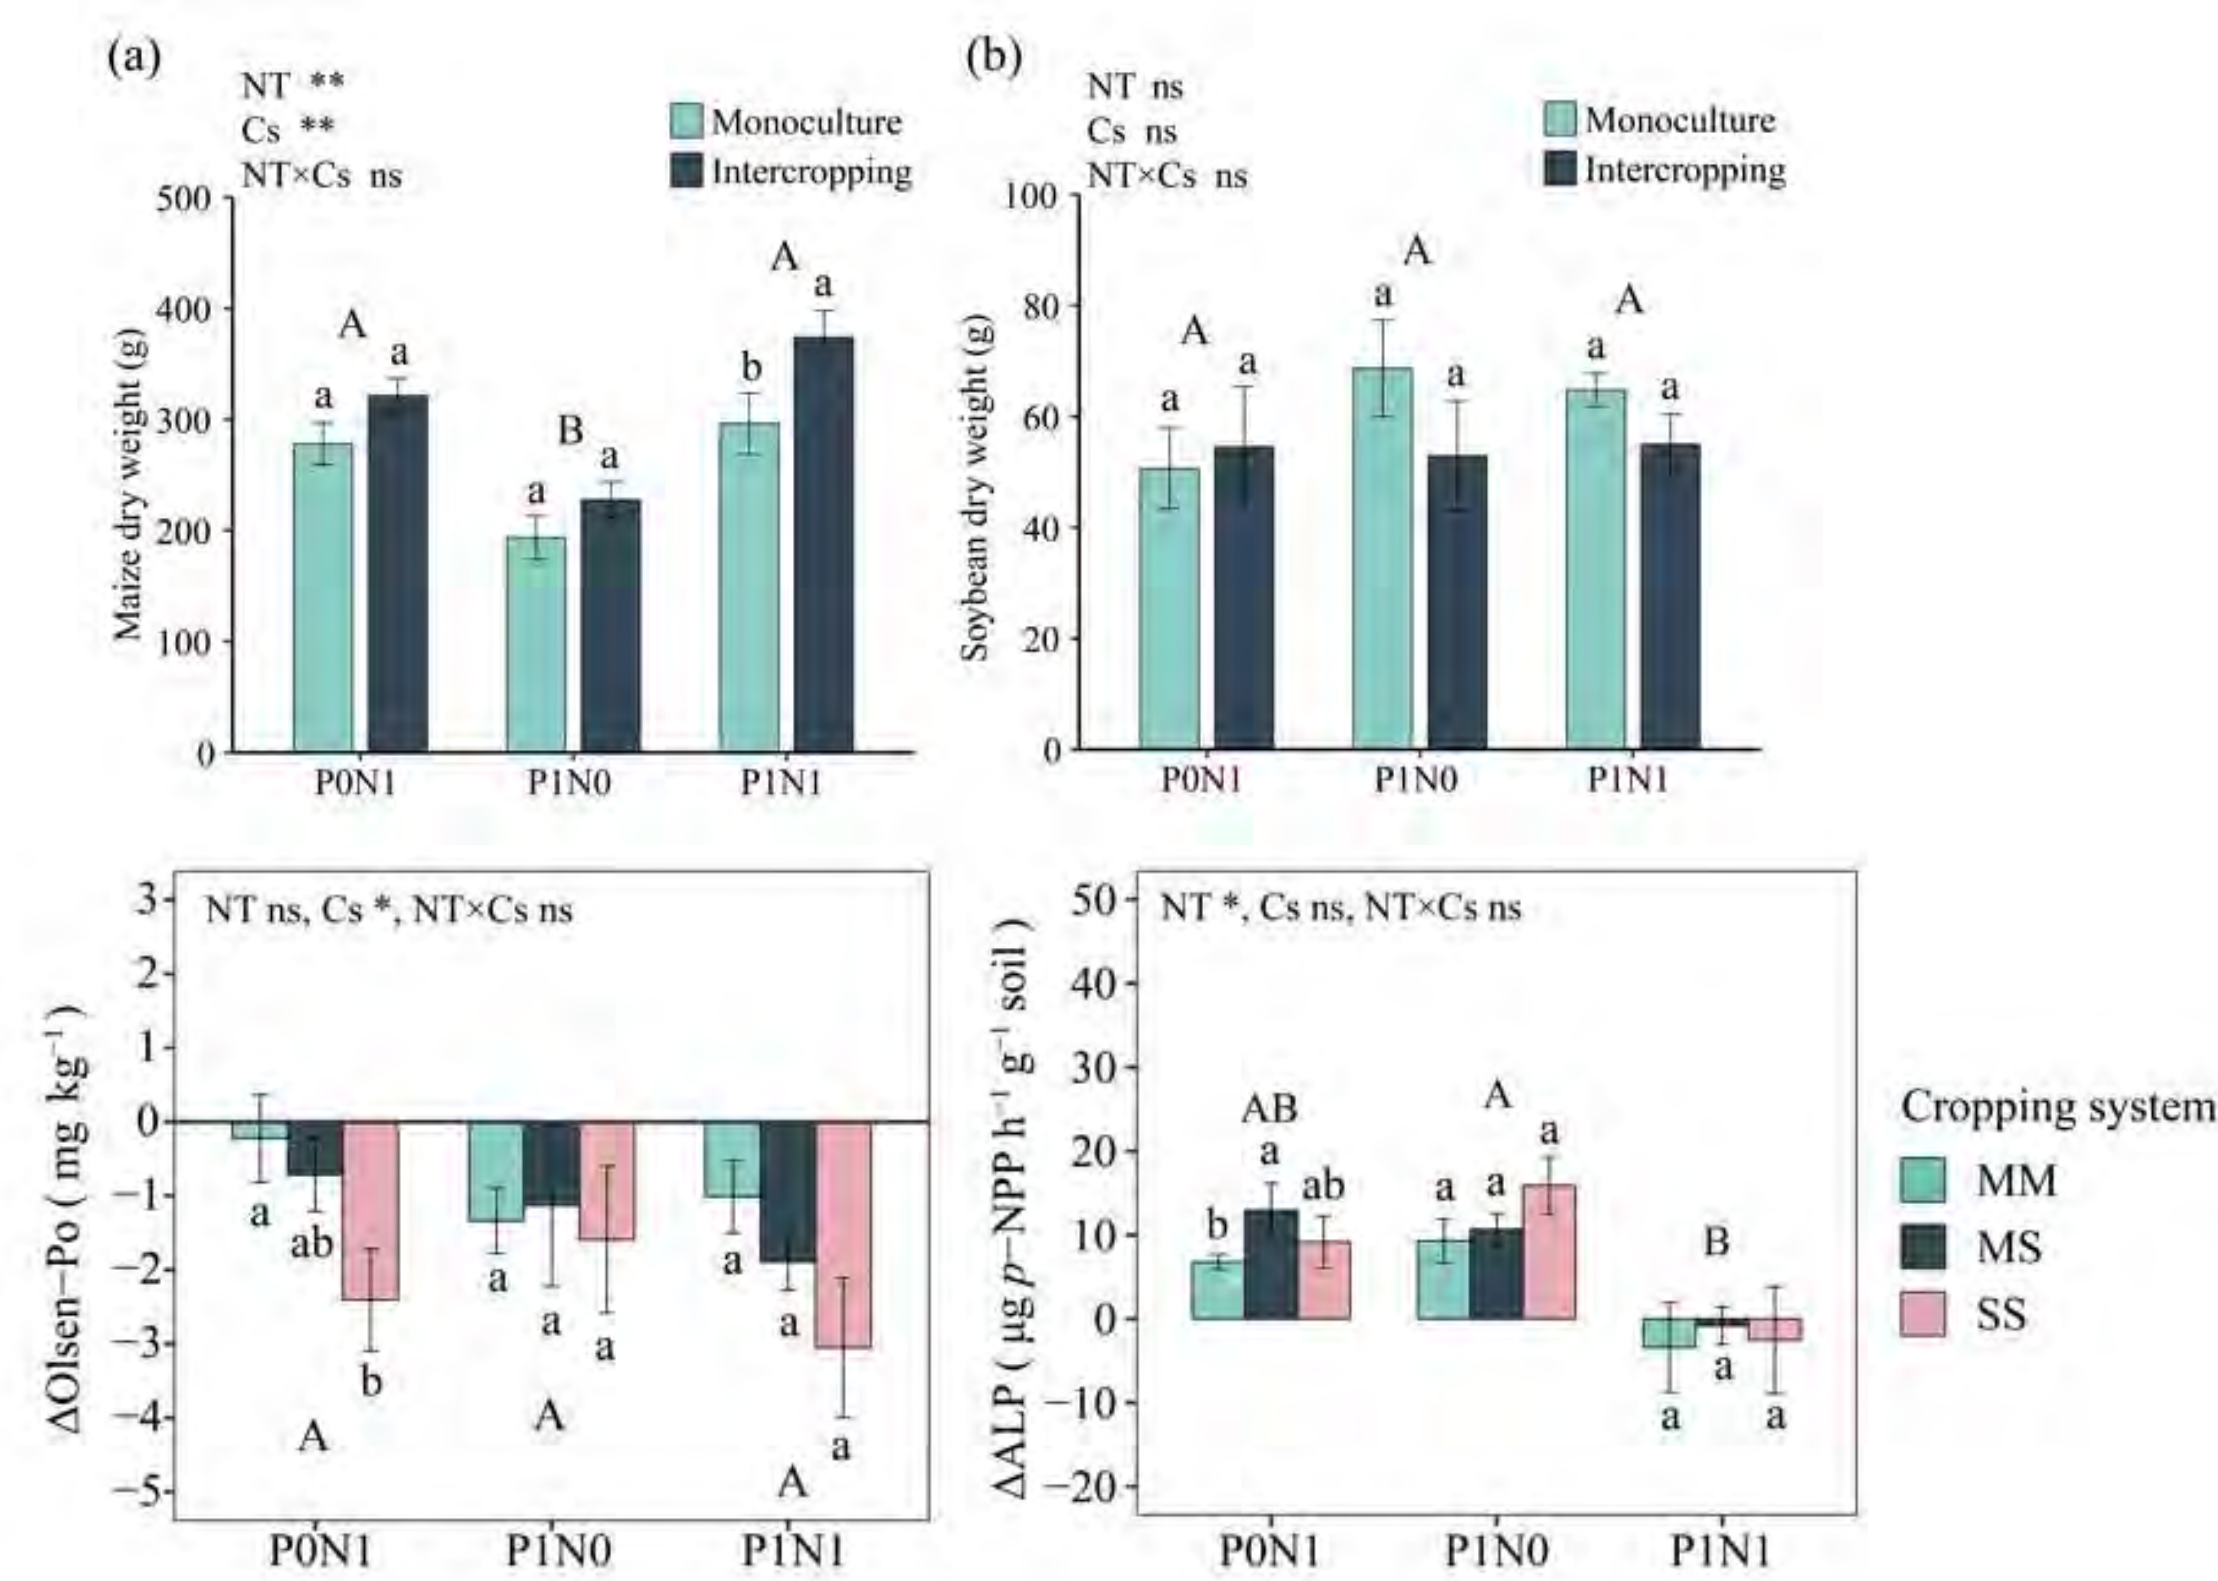 (a)
NT **
Cs **
NT×Cs ns
Monoculture
Intercropping
Maize dry weight (g)
500
400
300
200
100
0
A
a
a
B
a
a
A
b
a
P0N1
P1N0
P1N1
(b)
NT ns
Cs ns
NT×Cs ns
Monoculture
Intercropping
Soybean dry weight (g)
100
80
60
40
20
0
A
a
a
A
a
a
A
a
a
P0N1
P1N0
P1N1
NT ns, Cs *, NT×Cs ns
ΔOlsen−Po ( mg kg⁻¹ )
3
2
1
0
−1
−2
−3
−4
−5
a
ab
b
A
a
a
a
A
a
a
a
A
P0N1
P1N0
P1N1
NT *, Cs ns, NT×Cs ns
ΔALP ( μg p−NPP h⁻¹ g⁻¹ soil )
50
40
30
20
10
0
−10
−20
AB
b
a
ab
A
a
a
a
B
a
a
a
P0N1
P1N0
P1N1
Cropping system
MM
MS
SS